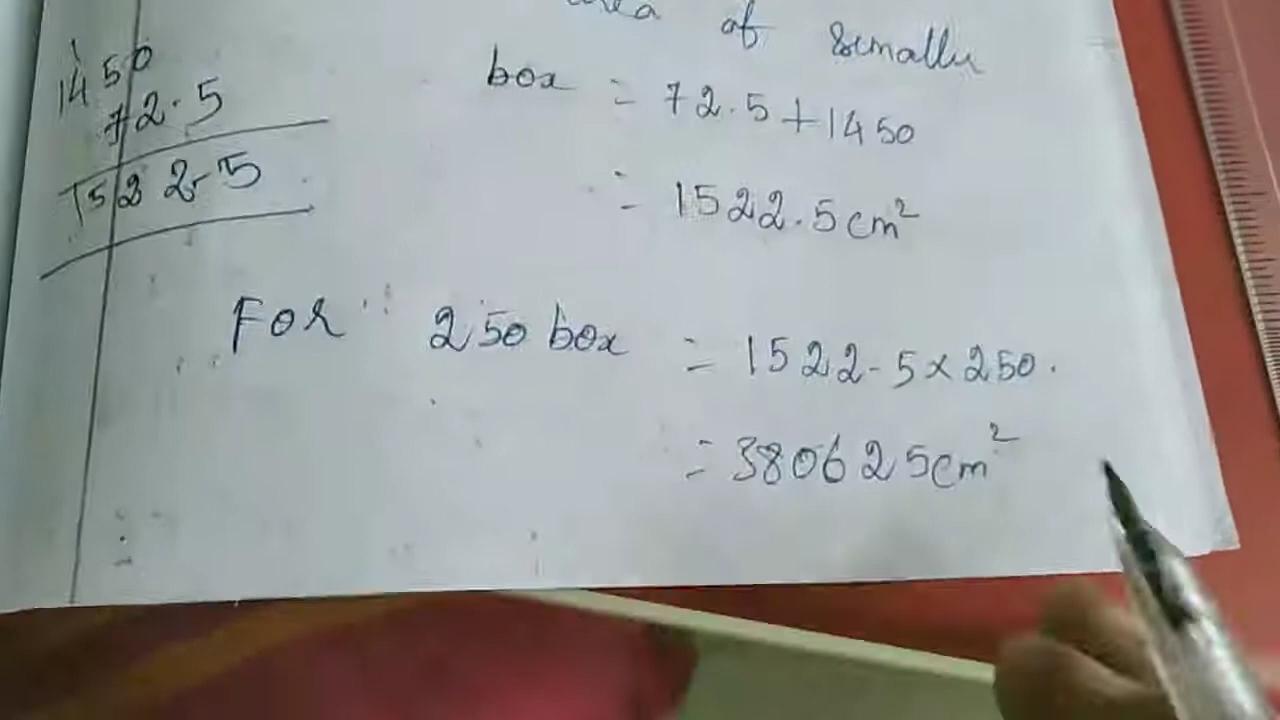 area of smaller
box = 72.5 + 1450
= 1522.5 cm²
1450
72.5
1522.5
For 250 box = 1522.5 × 250.
= 380625 cm²